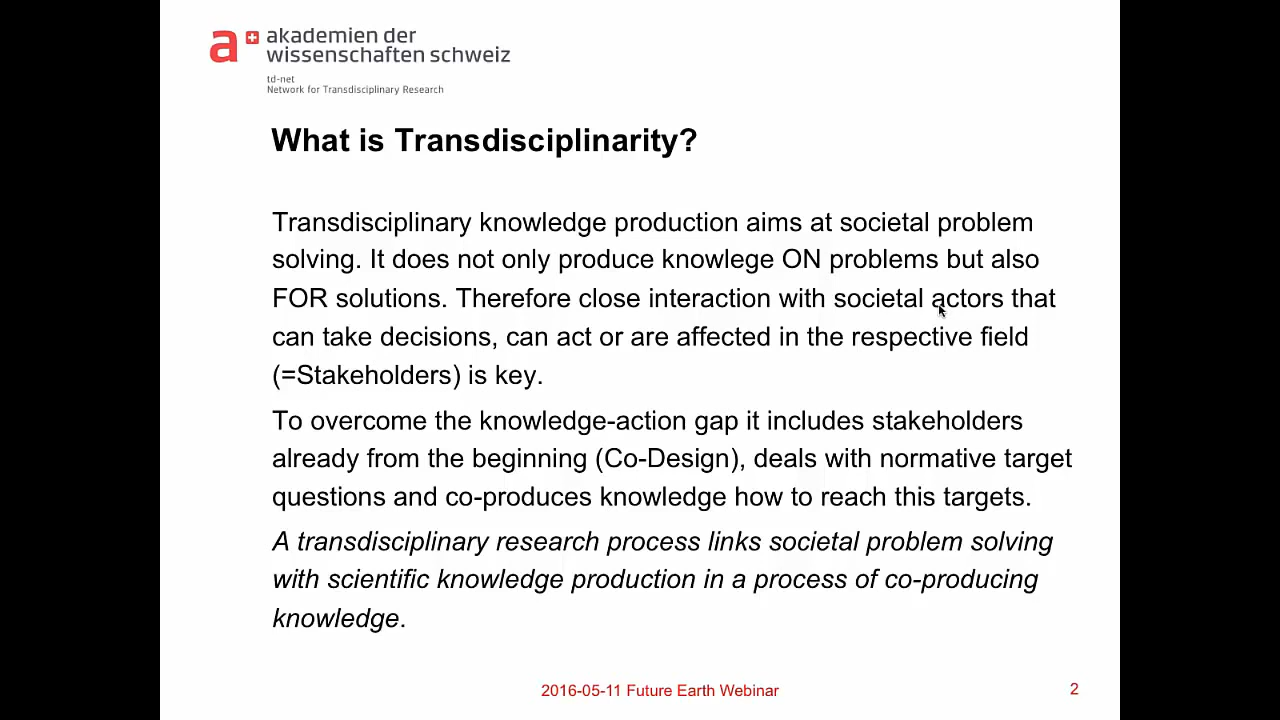 a
akademien der
wissenschaften schweiz
td-net
Network for Transdisciplinary Research
What is Transdisciplinarity?
Transdisciplinary knowledge production aims at societal problem
solving. It does not only produce knowlege ON problems but also
FOR solutions. Therefore close interaction with societal actors that
can take decisions, can act or are affected in the respective field
(=Stakeholders) is key.
To overcome the knowledge-action gap it includes stakeholders
already from the beginning (Co-Design), deals with normative target
questions and co-produces knowledge how to reach this targets.
A transdisciplinary research process links societal problem solving
with scientific knowledge production in a process of co-producing
knowledge.
2016-05-11 Future Earth Webinar
2